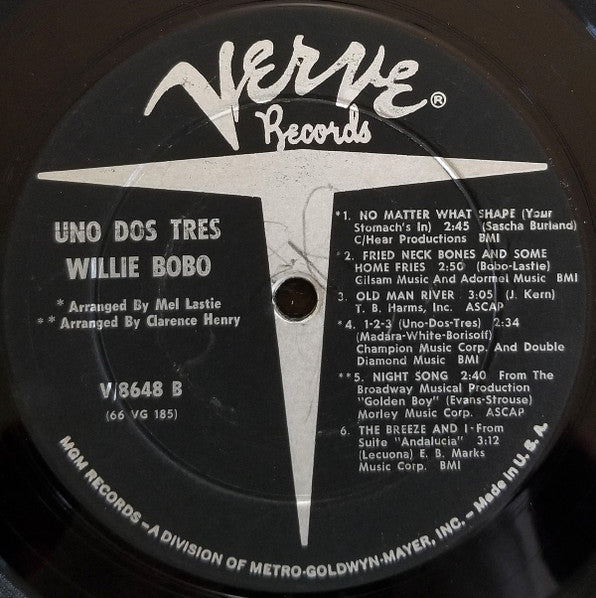 VERVE®
Records
UNO DOS TRES
WILLIE BOBO
* Arranged By Mel Lastie
** Arranged By Clarence Henry
V/8648 B
(66 VG 185)
*1. NO MATTER WHAT SHAPE (Your
Stomach's In) 2:45 (Sascha Burland)
C/Hear Productions BMI
*2. FRIED NECK BONES AND SOME
HOME FRIES 2:50 (Bobo-Lastie)
Gilsam Music And Adormel Music BMI
3. OLD MAN RIVER 3:05 (J. Kern)
T. B. Harms, Inc. ASCAP
*4. 1-2-3 (Uno-Dos-Tres) 2:34
(Madara-White-Borisoff)
Champion Music Corp. And Double
Diamond Music BMI
**5. NIGHT SONG 2:40 From The
Broadway Musical Production
"Golden Boy" (Evans-Strouse)
Morley Music Corp. ASCAP
6. THE BREEZE AND I-From
Suite "Andalucia" 3:12
(Lecuona) E. B. Marks
Music Corp. BMI
MGM RECORDS - A DIVISION OF METRO-GOLDWYN-MAYER, INC. - Made in U. S. A.